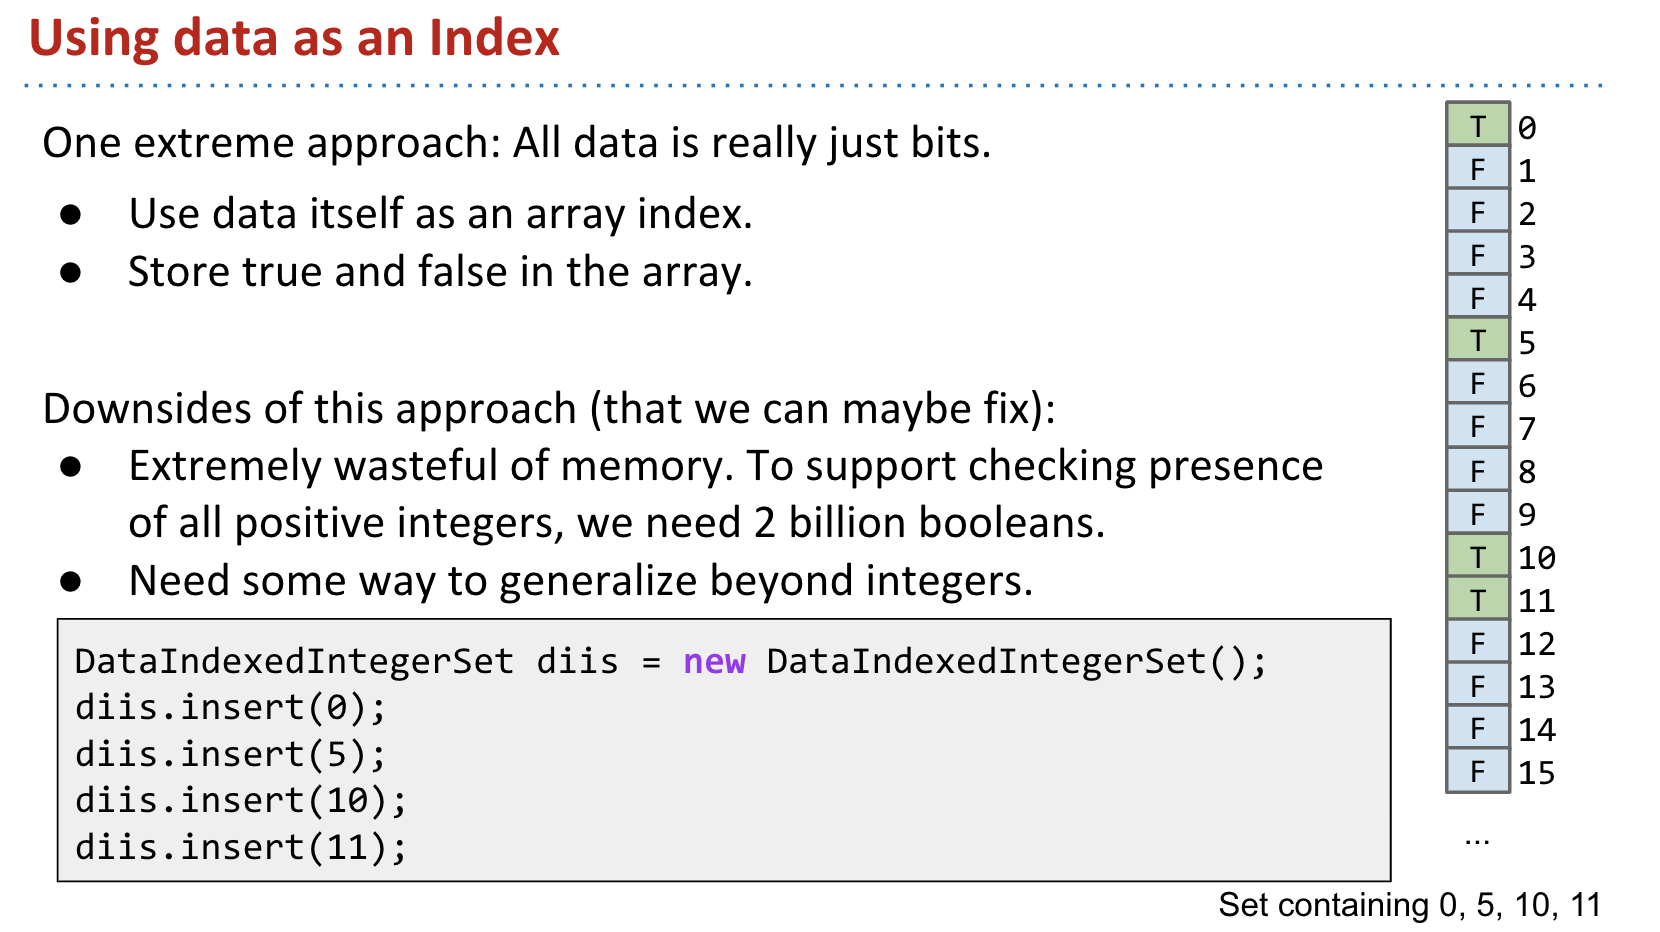 Using data as an Index
One extreme approach: All data is really just bits.
● Use data itself as an array index.
● Store true and false in the array.
Downsides of this approach (that we can maybe fix):
● Extremely wasteful of memory. To support checking presence
of all positive integers, we need 2 billion booleans.
● Need some way to generalize beyond integers.
DataIndexedIntegerSet diis = new DataIndexedIntegerSet();
diis.insert(0);
diis.insert(5);
diis.insert(10);
diis.insert(11);
T 0
F 1
F 2
F 3
F 4
T 5
F 6
F 7
F 8
F 9
T 10
T 11
F 12
F 13
F 14
F 15
...
Set containing 0, 5, 10, 11